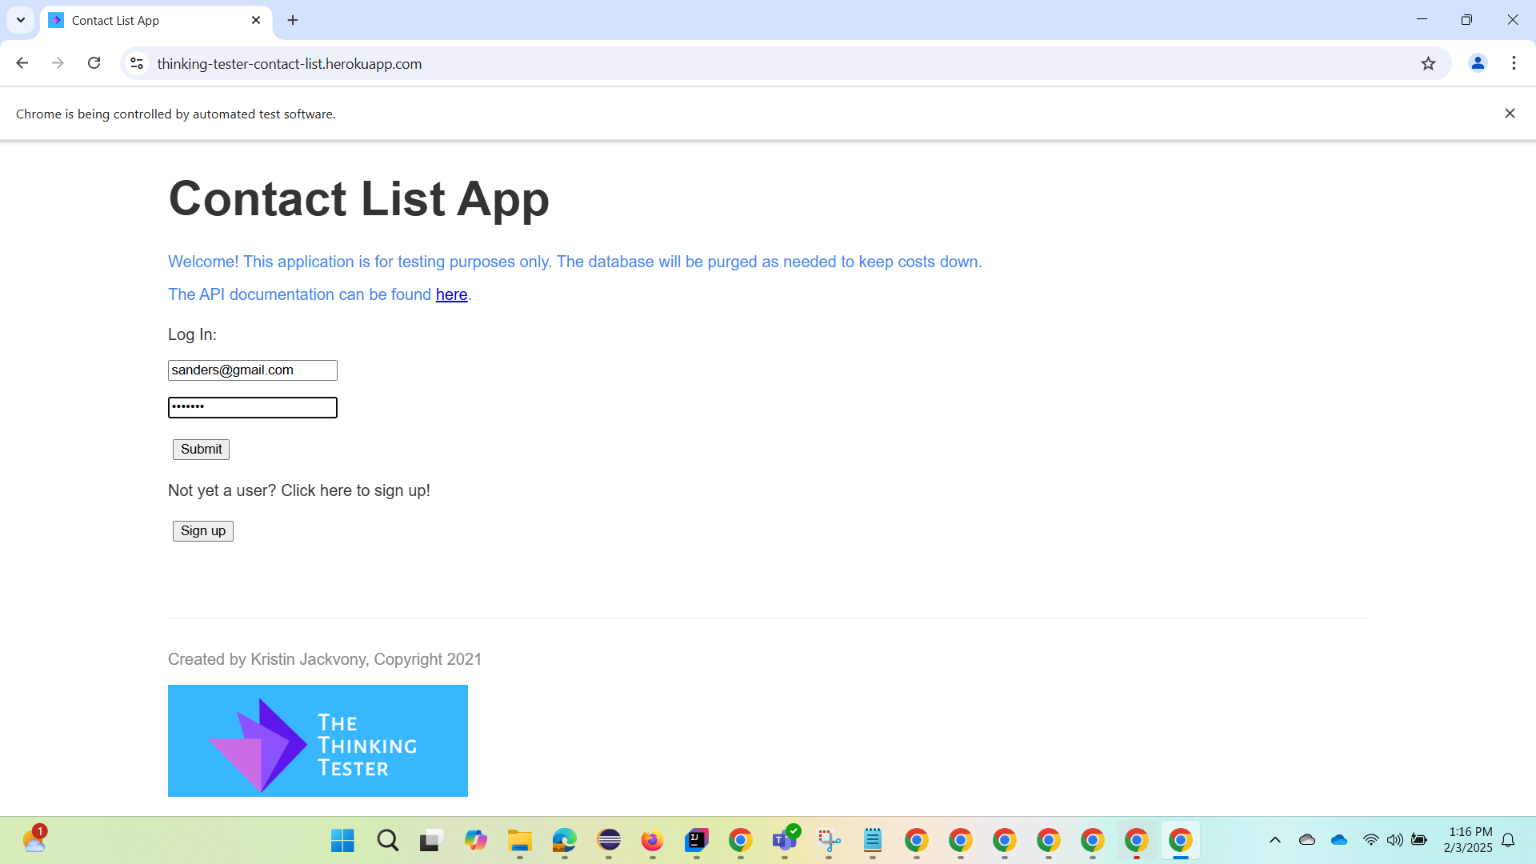 Contact List App
thinking-tester-contact-list.herokuapp.com
Chrome is being controlled by automated test software.
Contact List App
Welcome! This application is for testing purposes only. The database will be purged as needed to keep costs down.
The API documentation can be found here.
Log In:
sanders@gmail.com
•••••••
Submit
Not yet a user? Click here to sign up!
Sign up
Created by Kristin Jackvony, Copyright 2021
THE
THINKING
TESTER
1
1:16 PM
2/3/2025